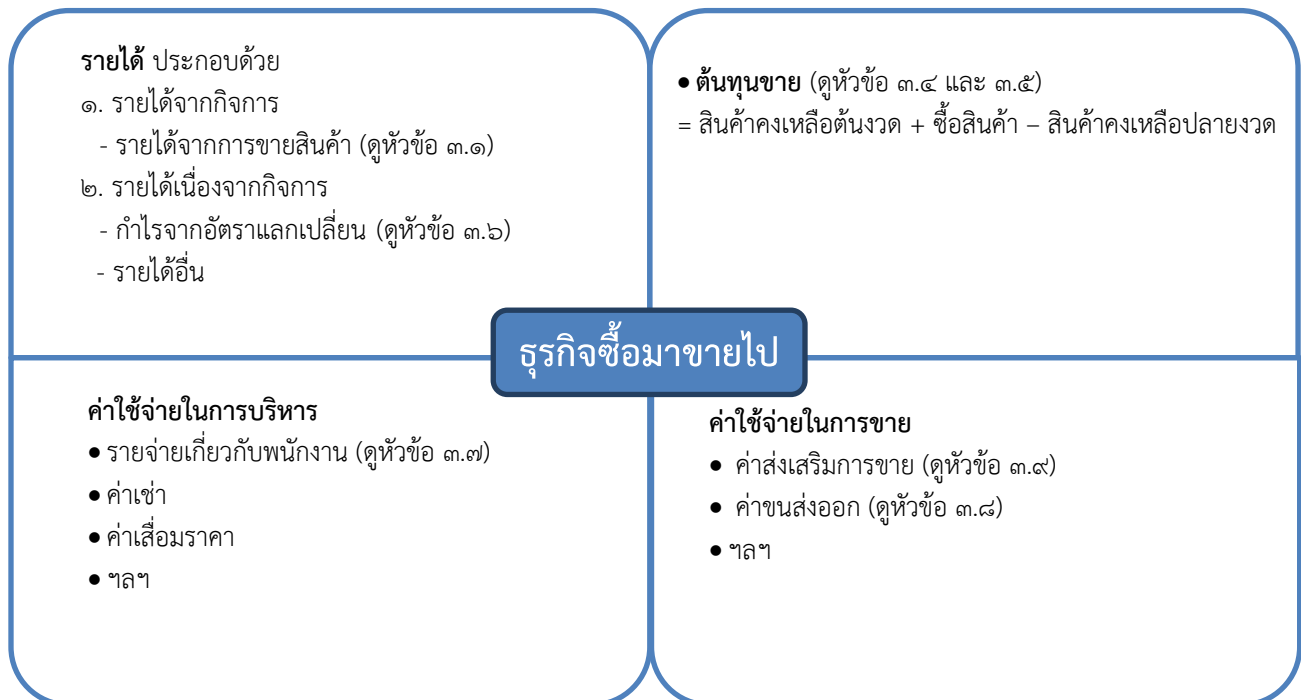 รายได้ ประกอบด้วย
๑. รายได้จากกิจการ
- รายได้จากการขายสินค้า (ดูหัวข้อ ๓.๑)
๒. รายได้เนื่องจากกิจการ
- กำไรจากอัตราแลกเปลี่ยน (ดูหัวข้อ ๓.๖)
- รายได้อื่น
• ต้นทุนขาย (ดูหัวข้อ ๓.๔ และ ๓.๕)
= สินค้าคงเหลือต้นงวด + ซื้อสินค้า – สินค้าคงเหลือปลายงวด
ธุรกิจซื้อมาขายไป
ค่าใช้จ่ายในการบริหาร
• รายจ่ายเกี่ยวกับพนักงาน (ดูหัวข้อ ๓.๗)
• ค่าเช่า
• ค่าเสื่อมราคา
• ฯลฯ
ค่าใช้จ่ายในการขาย
• ค่าส่งเสริมการขาย (ดูหัวข้อ ๓.๙)
• ค่าขนส่งออก (ดูหัวข้อ ๓.๘)
• ฯลฯ